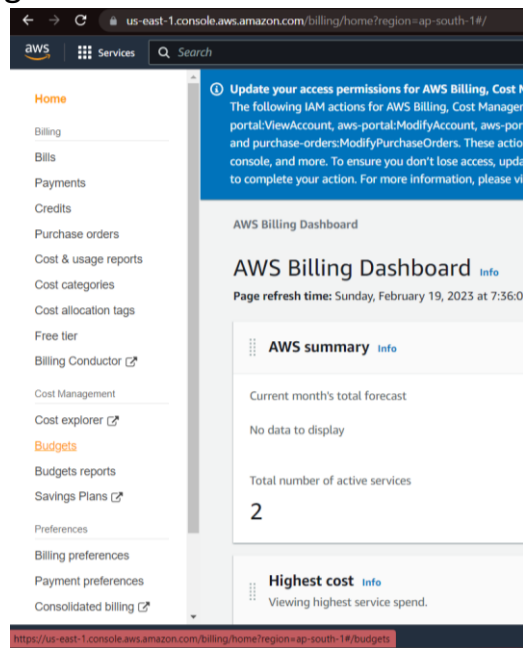 us-east-1.console.aws.amazon.com/billing/home?region=ap-south-1#/
aws
Services
Search
Home
Billing
Bills
Payments
Credits
Purchase orders
Cost & usage reports
Cost categories
Cost allocation tags
Free tier
Billing Conductor
Cost Management
Cost explorer
Budgets
Budgets reports
Savings Plans
Preferences
Billing preferences
Payment preferences
Consolidated billing
Update your access permissions for AWS Billing, Cost
The following IAM actions for AWS Billing, Cost Manager
portal:ViewAccount, aws-portal:ModifyAccount, aws-por
and purchase-orders:ModifyPurchaseOrders. These actio
console, and more. To ensure you don't lose access, upda
to complete your action. For more information, please vi
AWS Billing Dashboard
AWS Billing Dashboard Info
Page refresh time: Sunday, February 19, 2023 at 7:36:0
AWS summary Info
Current month's total forecast
No data to display
Total number of active services
2
Highest cost Info
Viewing highest service spend.
https://us-east-1.console.aws.amazon.com/billing/home?region=ap-south-1#/budgets